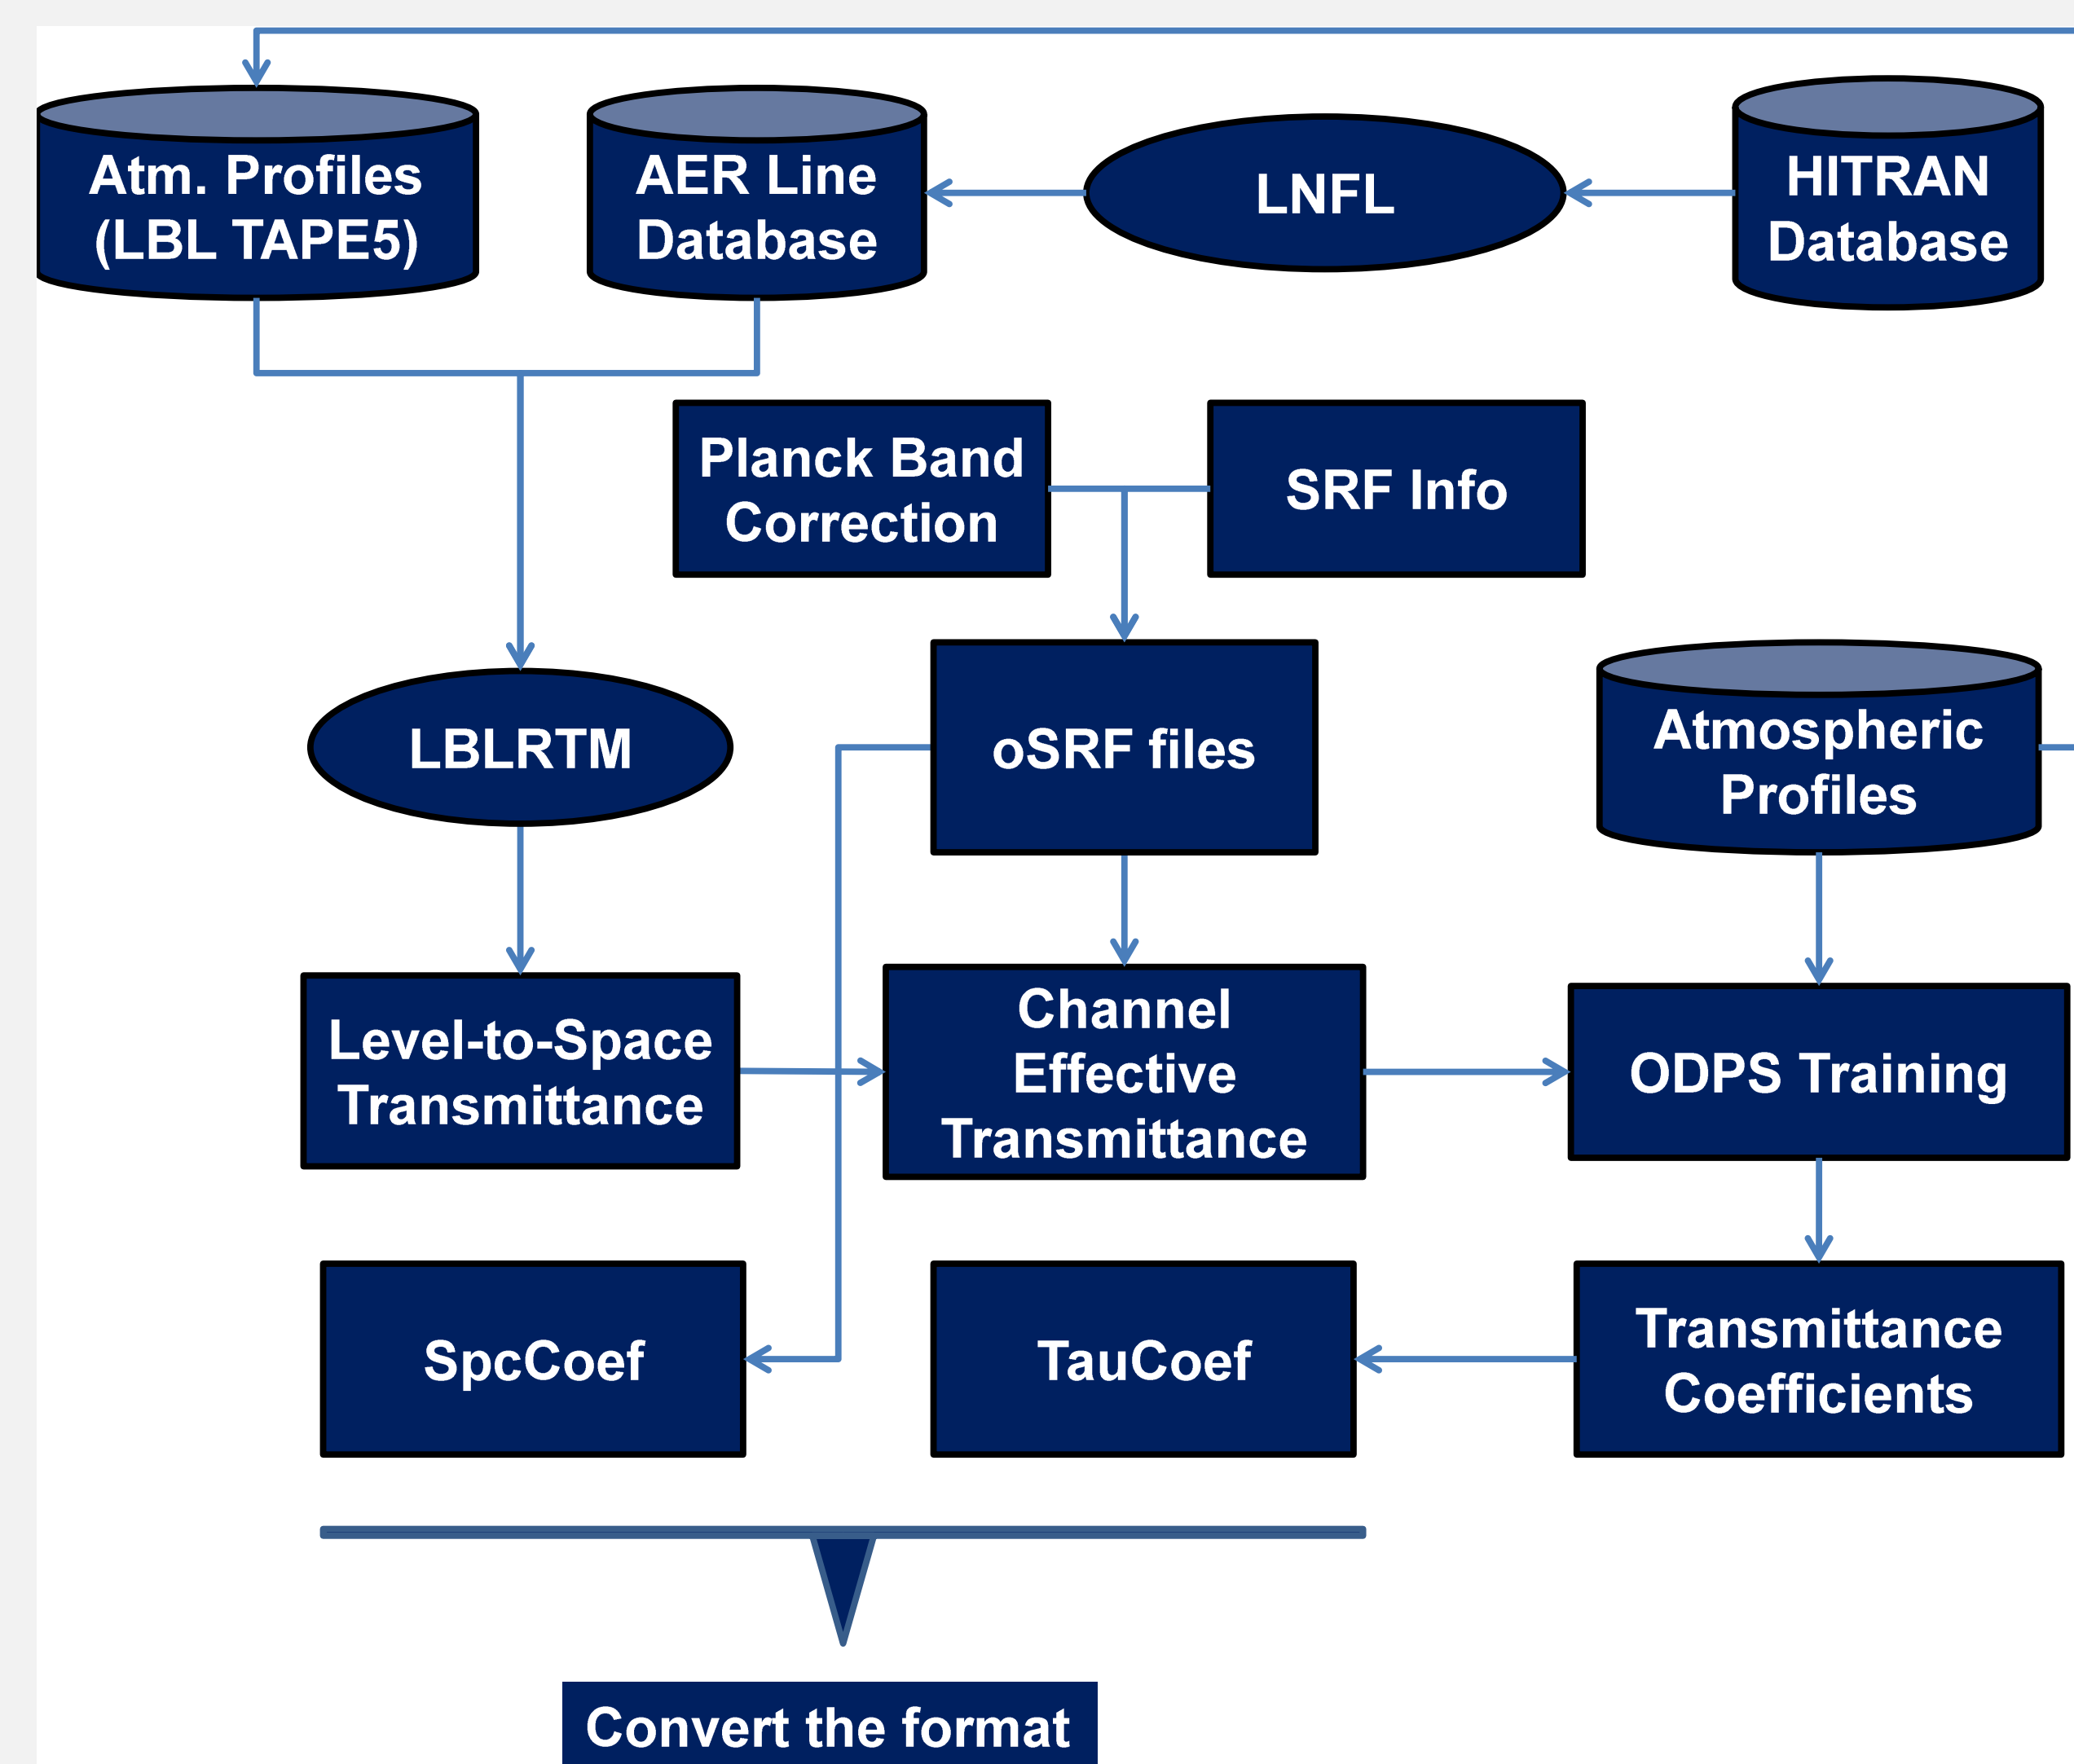 Atm. Profiles
(LBL TAPE5)
AER Line
Database
LNFL
HITRAN
Database
Planck Band
Correction
SRF Info
LBLRTM
oSRF files
Atmospheric
Profiles
Level-to-Space
Transmittance
Channel
Effective
Transmittance
ODPS Training
SpcCoef
TauCoef
Transmittance
Coefficients
Convert the format